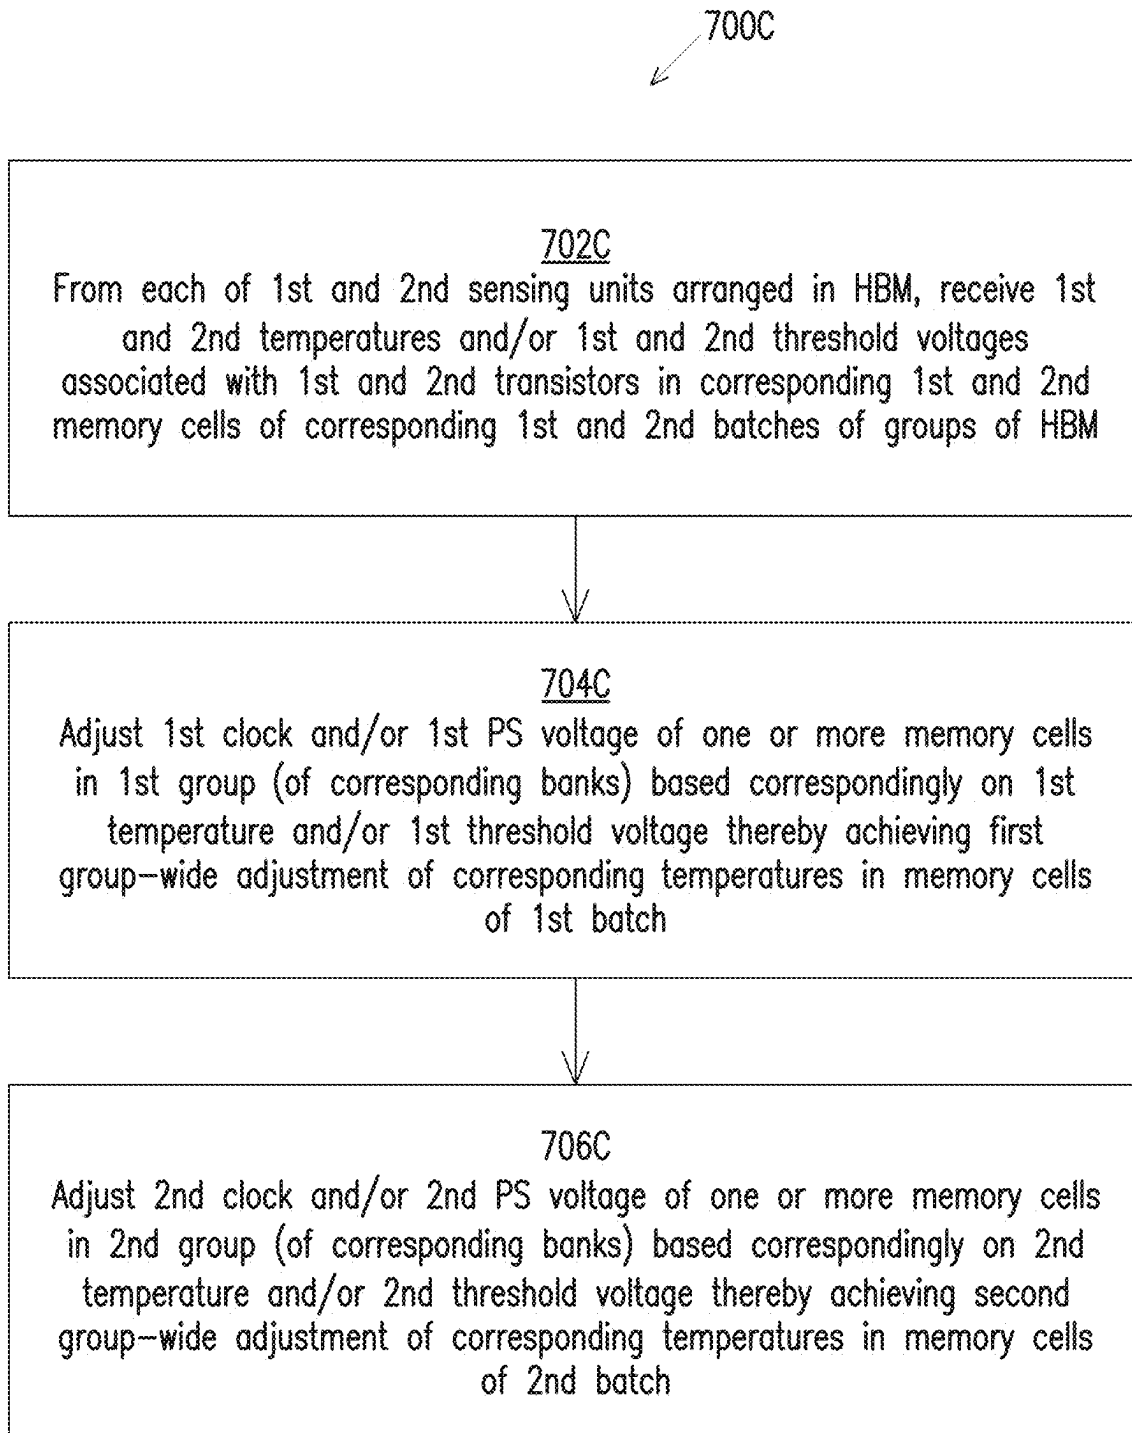 700C
702C
From each of 1st and 2nd sensing units arranged in HBM, receive 1st
and 2nd temperatures and/or 1st and 2nd threshold voltages
associated with 1st and 2nd transistors in corresponding 1st and 2nd
memory cells of corresponding 1st and 2nd batches of groups of HBM
704C
Adjust 1st clock and/or 1st PS voltage of one or more memory cells
in 1st group (of corresponding banks) based correspondingly on 1st
temperature and/or 1st threshold voltage thereby achieving first
group-wide adjustment of corresponding temperatures in memory cells
of 1st batch
706C
Adjust 2nd clock and/or 2nd PS voltage of one or more memory cells
in 2nd group (of corresponding banks) based correspondingly on 2nd
temperature and/or 2nd threshold voltage thereby achieving second
group-wide adjustment of corresponding temperatures in memory cells
of 2nd batch